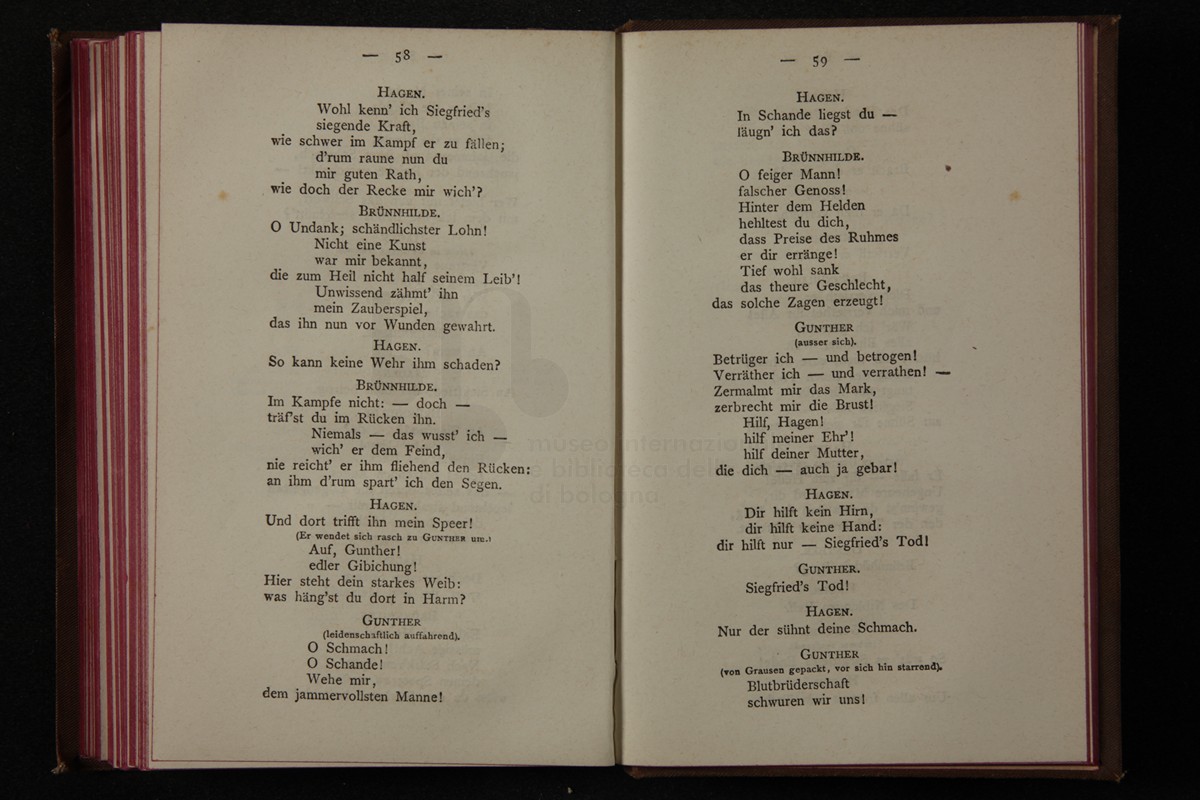 — 58 —
HAGEN.
Wohl kenn' ich Siegfried's
siegende Kraft,
wie schwer im Kampf er zu fällen;
d'rum raune nun du
mir guten Rath,
wie doch der Recke mir wich'?
BRÜNNHILDE.
O Undank; schändlichster Lohn!
Nicht eine Kunst
war mir bekannt,
die zum Heil nicht half seinem Leib'!
Unwissend zähmt' ihn
mein Zauberspiel,
das ihn nun vor Wunden gewahrt.
HAGEN.
So kann keine Wehr ihm schaden?
BRÜNNHILDE.
Im Kampfe nicht: — doch —
träf'st du im Rücken ihn.
Niemals — das wusst' ich —
wich' er dem Feind,
nie reicht' er ihm fliehend den Rücken:
an ihm d'rum spart' ich den Segen.
HAGEN.
Und dort trifft ihn mein Speer!
(Er wendet sich rasch zu GUNTHER um.)
Auf, Gunther!
edler Gibichung!
Hier steht dein starkes Weib:
was häng'st du dort in Harm?
GUNTHER
(leidenschaftlich auffahrend).
O Schmach!
O Schande!
Wehe mir,
dem jammervollsten Manne!
— 59 —
HAGEN.
In Schande liegst du —
läugn' ich das?
BRÜNNHILDE.
O feiger Mann!
falscher Genoss!
Hinter dem Helden
hehltest du dich,
dass Preise des Ruhmes
er dir erränge!
Tief wohl sank
das theure Geschlecht,
das solche Zagen erzeugt!
GUNTHER
(ausser sich).
Betrüger ich — und betrogen!
Verräther ich — und verrathen! —
Zermalmt mir das Mark,
zerbrecht mir die Brust!
Hilf, Hagen!
hilf meiner Ehr'!
hilf deiner Mutter,
die dich — auch ja gebar!
HAGEN.
Dir hilft kein Hirn,
dir hilft keine Hand:
dir hilft nur — Siegfried's Tod!
GUNTHER.
Siegfried's Tod!
HAGEN.
Nur der sühnt deine Schmach.
GUNTHER
(von Grausen gepackt, vor sich hin starrend).
Blutbrüderschaft
schwuren wir uns!
museo internazio
e biblioteca del
di bologna